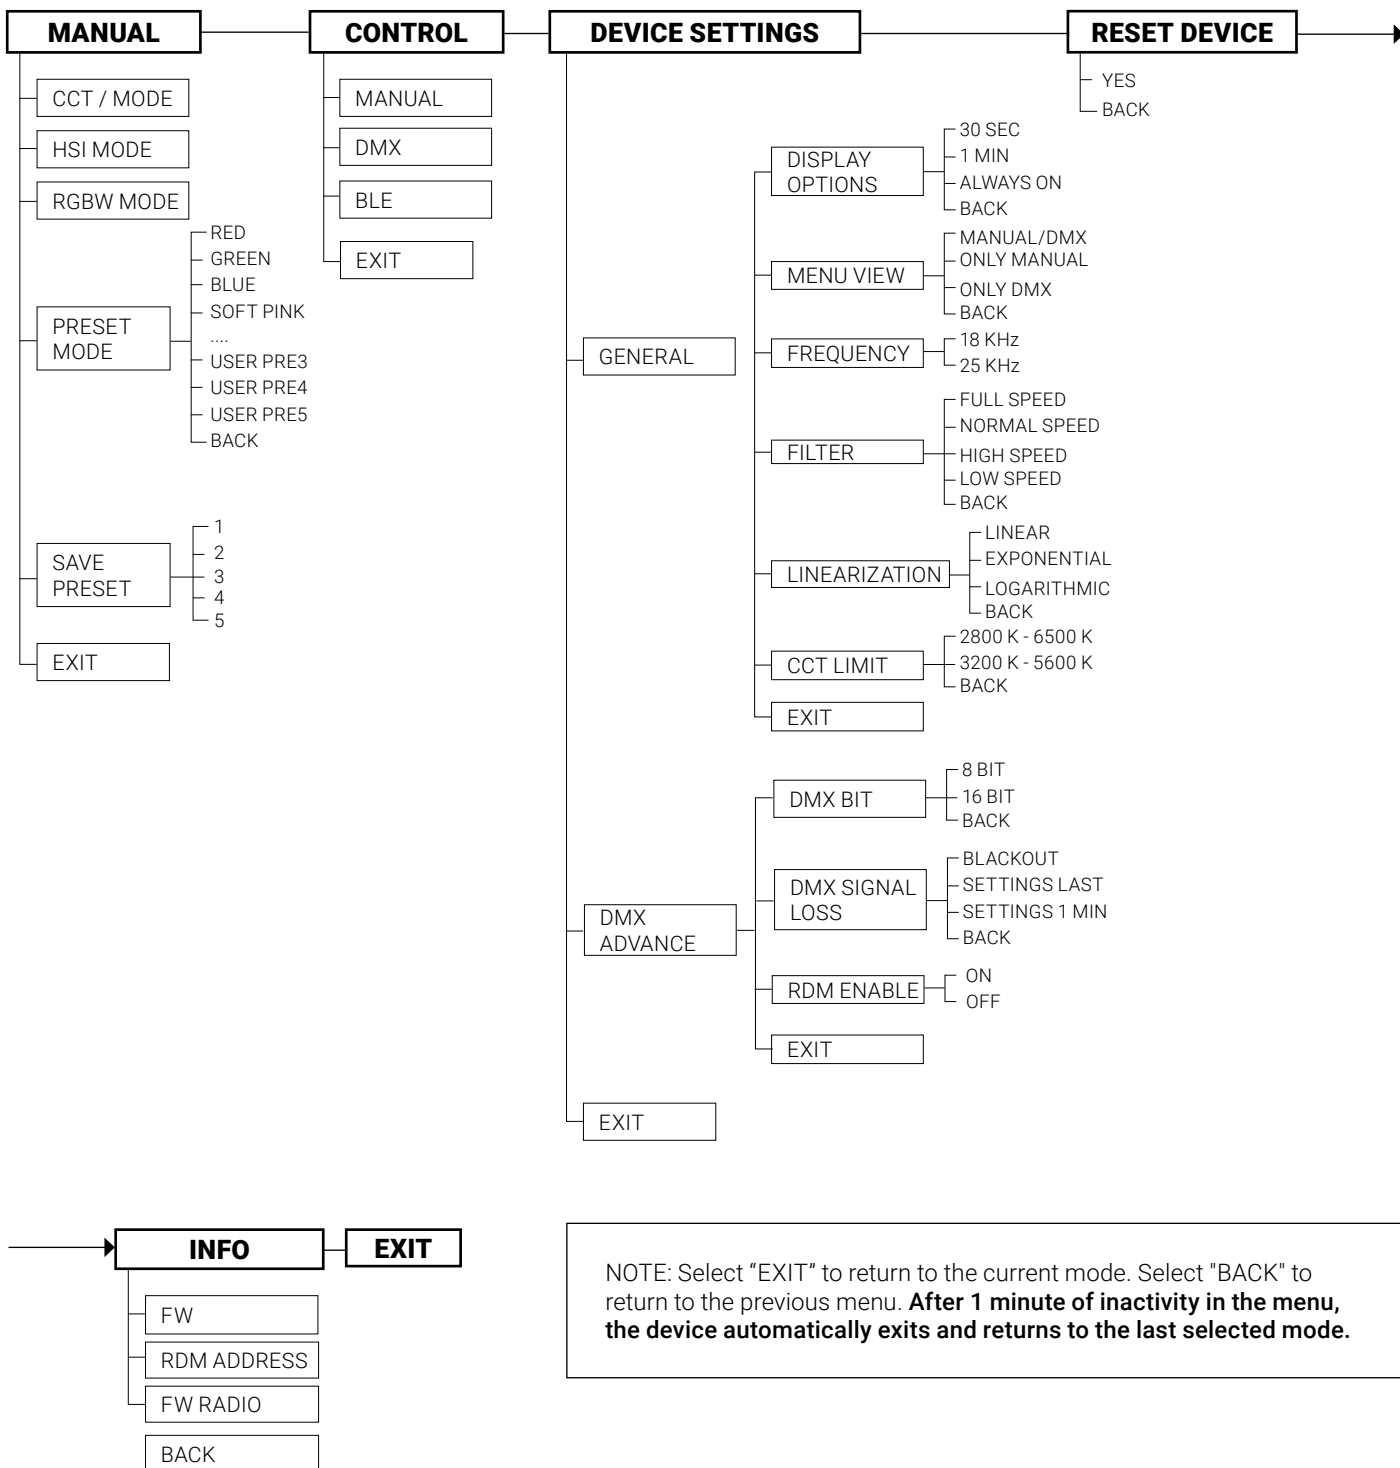 MANUAL
CONTROL
DEVICE SETTINGS
RESET DEVICE
CCT / MODE
HSI MODE
RGBW MODE
PRESET
MODE
RED
GREEN
BLUE
SOFT PINK
....
USER PRE3
USER PRE4
USER PRE5
BACK
SAVE
PRESET
1
2
3
4
5
EXIT
MANUAL
DMX
BLE
EXIT
GENERAL
DISPLAY
OPTIONS
30 SEC
1 MIN
ALWAYS ON
BACK
MENU VIEW
MANUAL/DMX
ONLY MANUAL
ONLY DMX
BACK
FREQUENCY
18 KHz
25 KHz
FILTER
FULL SPEED
NORMAL SPEED
HIGH SPEED
LOW SPEED
BACK
LINEARIZATION
LINEAR
EXPONENTIAL
LOGARITHMIC
BACK
CCT LIMIT
2800 K - 6500 K
3200 K - 5600 K
BACK
EXIT
DMX
ADVANCE
DMX BIT
8 BIT
16 BIT
BACK
DMX SIGNAL
LOSS
BLACKOUT
SETTINGS LAST
SETTINGS 1 MIN
BACK
RDM ENABLE
ON
OFF
EXIT
EXIT
YES
BACK
INFO
EXIT
FW
RDM ADDRESS
FW RADIO
BACK
NOTE: Select “EXIT” to return to the current mode. Select "BACK" to
return to the previous menu. After 1 minute of inactivity in the menu,
the device automatically exits and returns to the last selected mode.